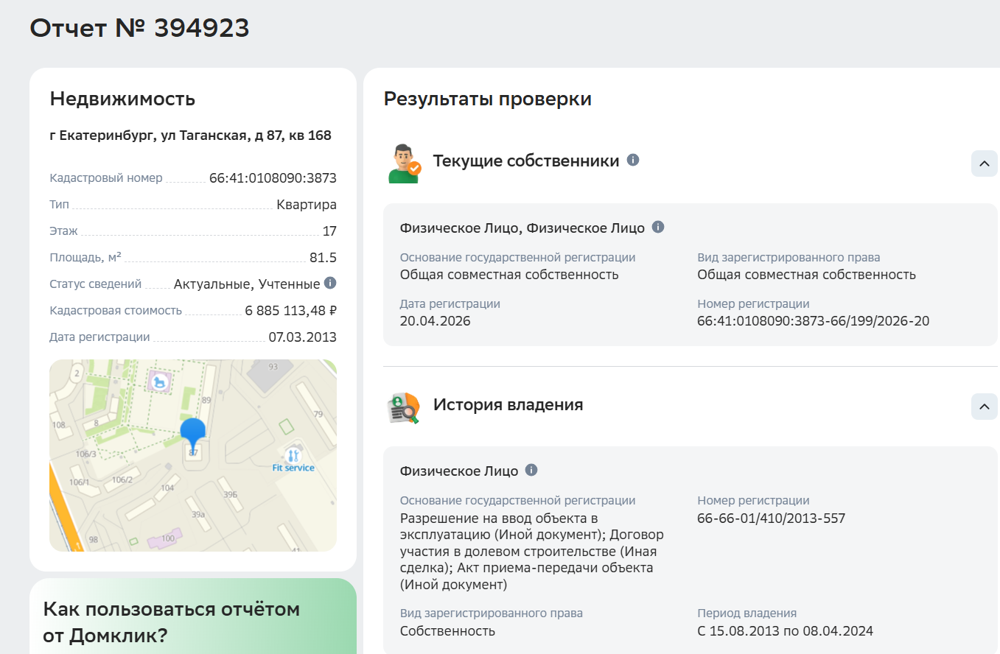 Отчет № 394923
Недвижимость
г Екатеринбург, ул Таганская, д 87, кв 168
Кадастровый номер 66:41:0108090:3873
Тип Квартира
Этаж 17
Площадь, м² 81.5
Статус сведений Актуальные, Учтенные
Кадастровая стоимость 6 885 113,48 ₽
Дата регистрации 07.03.2013
93
2
89
79
108
8
87
106/3
Fit service
106/1
106/2
104
39Б
39а
98
100
41
Как пользоваться отчётом
от Домклик?
Результаты проверки
Текущие собственники
Физическое Лицо, Физическое Лицо
Основание государственной регистрации
Общая совместная собственность
Вид зарегистрированного права
Общая совместная собственность
Дата регистрации
20.04.2026
Номер регистрации
66:41:0108090:3873-66/199/2026-20
История владения
Физическое Лицо
Основание государственной регистрации
Разрешение на ввод объекта в
эксплуатацию (Иной документ); Договор
участия в долевом строительстве (Иная
сделка); Акт приема-передачи объекта
(Иной документ)
Номер регистрации
66-66-01/410/2013-557
Вид зарегистрированного права
Собственность
Период владения
С 15.08.2013 по 08.04.2024